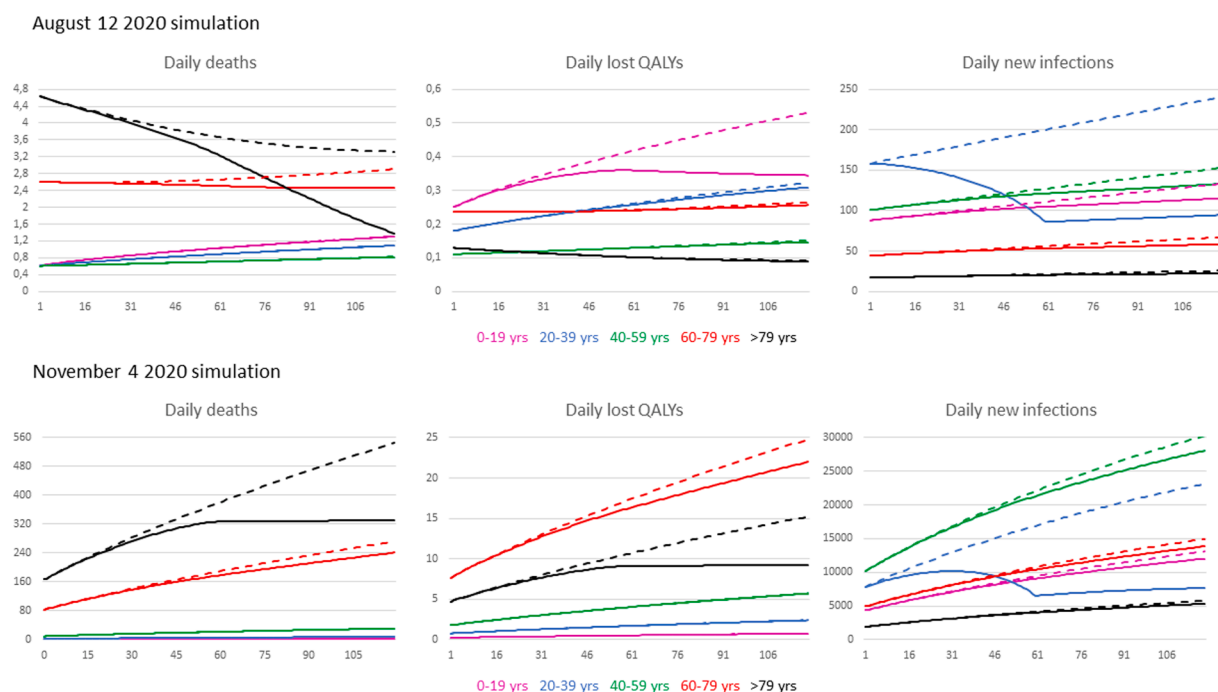 August 12 2020 simulation
Daily deaths
4,8
4,4
4
3,6
3,2
2,8
2,4
2
1,6
1,2
0,8
0,4
0
1 16 31 46 61 76 91 106
Daily lost QALYs
0,6
0,5
0,4
0,3
0,2
0,1
0
1 16 31 46 61 76 91 106
Daily new infections
250
200
150
100
50
0
1 16 31 46 61 76 91 106
0-19 yrs 20-39 yrs 40-59 yrs 60-79 yrs >79 yrs
November 4 2020 simulation
Daily deaths
560
480
400
320
240
160
80
0
0 15 30 45 60 75 90 105
Daily lost QALYs
25
20
15
10
5
0
1 16 31 46 61 76 91 106
Daily new infections
30000
25000
20000
15000
10000
5000
0
1 16 31 46 61 76 91 106
0-19 yrs 20-39 yrs 40-59 yrs 60-79 yrs >79 yrs